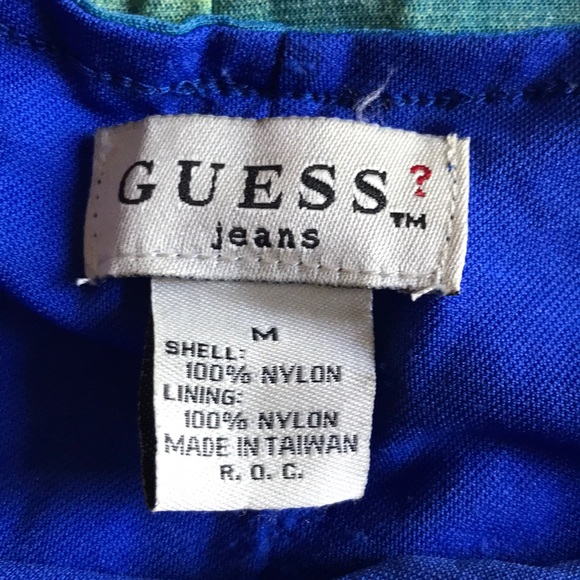 GUESS?™
jeans
M
SHELL:
100% NYLON
LINING:
100% NYLON
MADE IN TAIWAN
R.O.C.